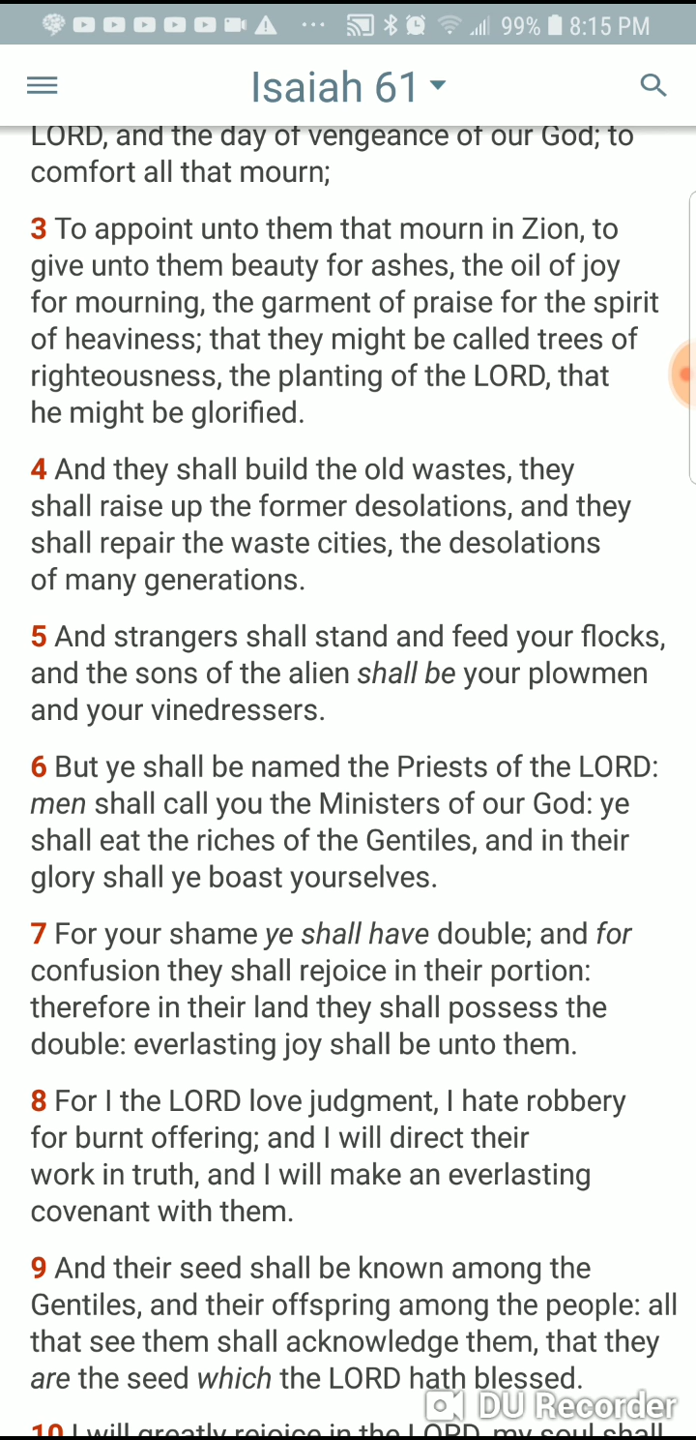 99% 8:15 PM
Isaiah 61
LORD, and the day of vengeance of our God; to
comfort all that mourn;
3 To appoint unto them that mourn in Zion, to
give unto them beauty for ashes, the oil of joy
for mourning, the garment of praise for the spirit
of heaviness; that they might be called trees of
righteousness, the planting of the LORD, that
he might be glorified.
4 And they shall build the old wastes, they
shall raise up the former desolations, and they
shall repair the waste cities, the desolations
of many generations.
5 And strangers shall stand and feed your flocks,
and the sons of the alien shall be your plowmen
and your vinedressers.
6 But ye shall be named the Priests of the LORD:
men shall call you the Ministers of our God: ye
shall eat the riches of the Gentiles, and in their
glory shall ye boast yourselves.
7 For your shame ye shall have double; and for
confusion they shall rejoice in their portion:
therefore in their land they shall possess the
double: everlasting joy shall be unto them.
8 For I the LORD love judgment, I hate robbery
for burnt offering; and I will direct their
work in truth, and I will make an everlasting
covenant with them.
9 And their seed shall be known among the
Gentiles, and their offspring among the people: all
that see them shall acknowledge them, that they
are the seed which the LORD hath blessed.
DU Recorder
10 I will greatly rejoice in the LORD, my soul shall